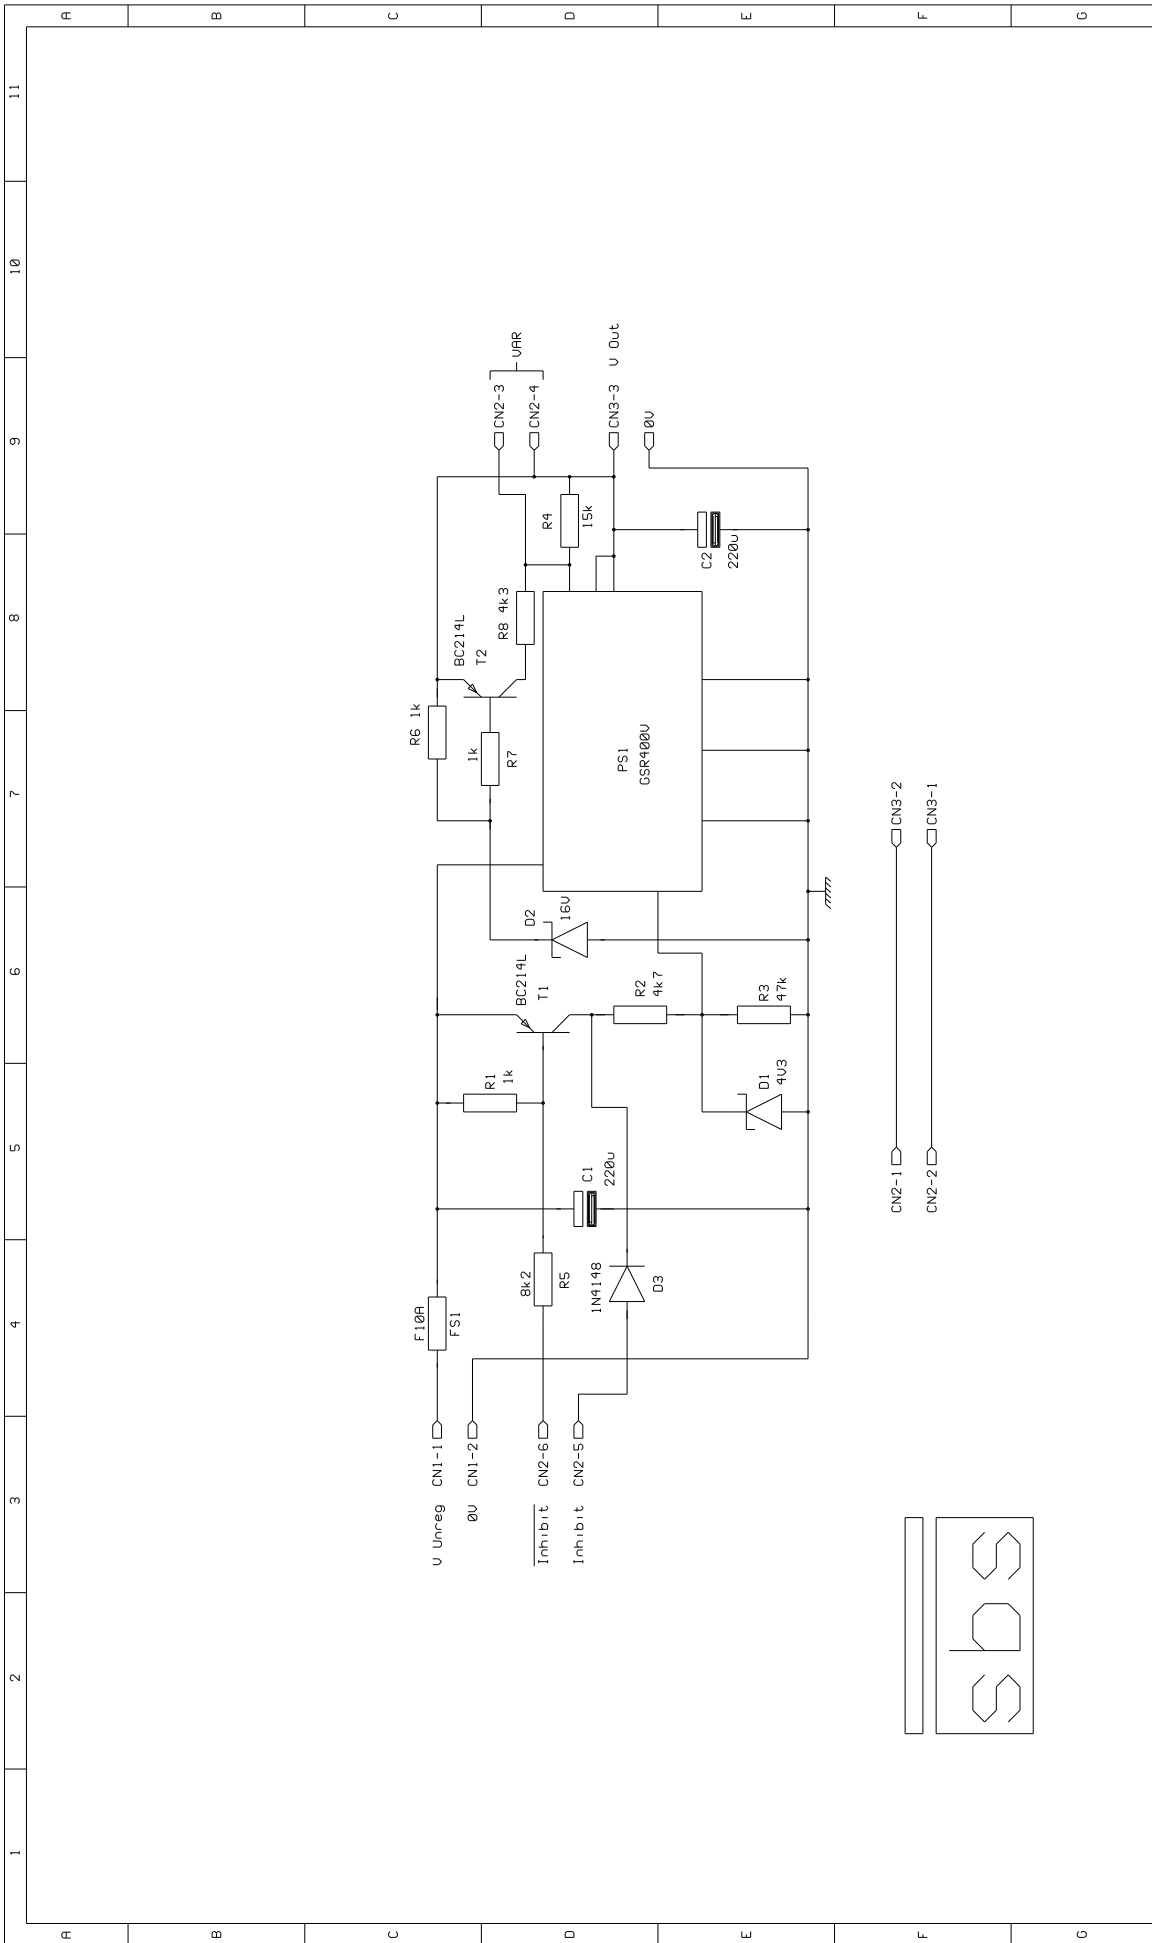 A
B
C
D
E
F
G
11
10
9
8
7
6
5
4
3
2
1
A
B
C
D
E
F
G
V Unreg CN1-1
0V CN1-2
Inhibit CN2-6
Inhibit CN2-5
F10A
FS1
8k2
R5
1N4148
D3
C1
220u
R1
1k
BC214L
T1
R2
4k7
R3
47k
D1
4V3
D2
16V
R6 1k
1k
R7
BC214L
T2
R8 4k3
PS1
GSR400V
R4
15k
C2
220u
CN2-3
CN2-4
VAR
CN3-3 V Out
0V
CN2-1
CN3-2
CN2-2
CN3-1
sbs